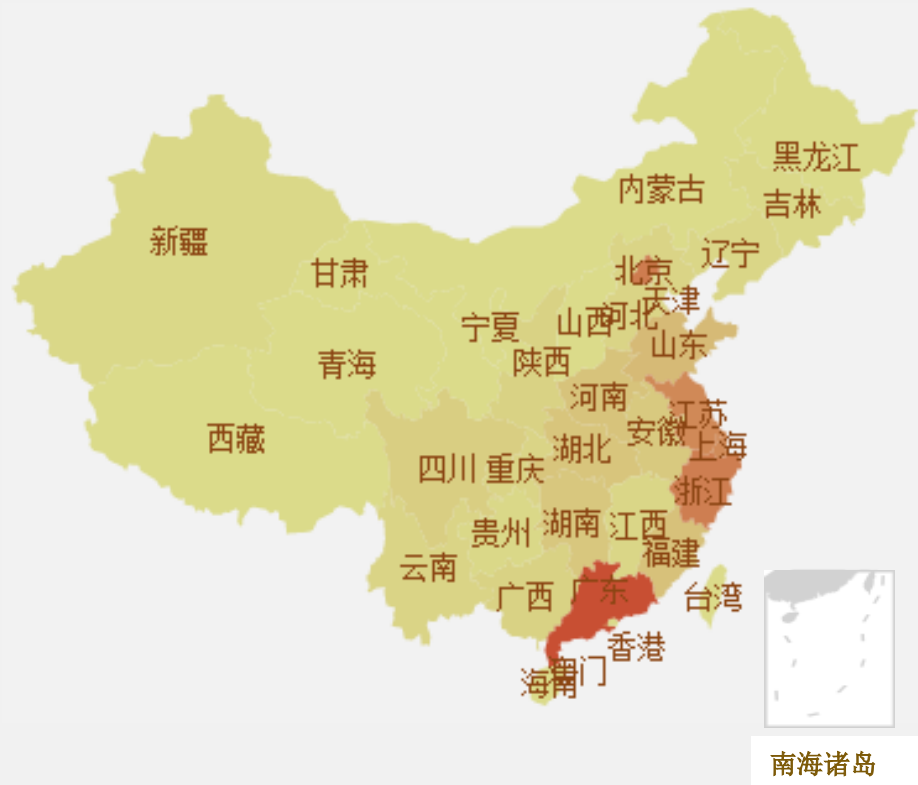 黑龙江
内蒙古
吉林
新疆
辽宁
北京
甘肃
天津
河北
山西
宁夏
山东
陕西
青海
河南
江苏
安徽
西藏
上海
湖北
四川
重庆
浙江
湖南
江西
贵州
福建
云南
广东
广西
台湾
香港
澳门
海南
南海诸岛